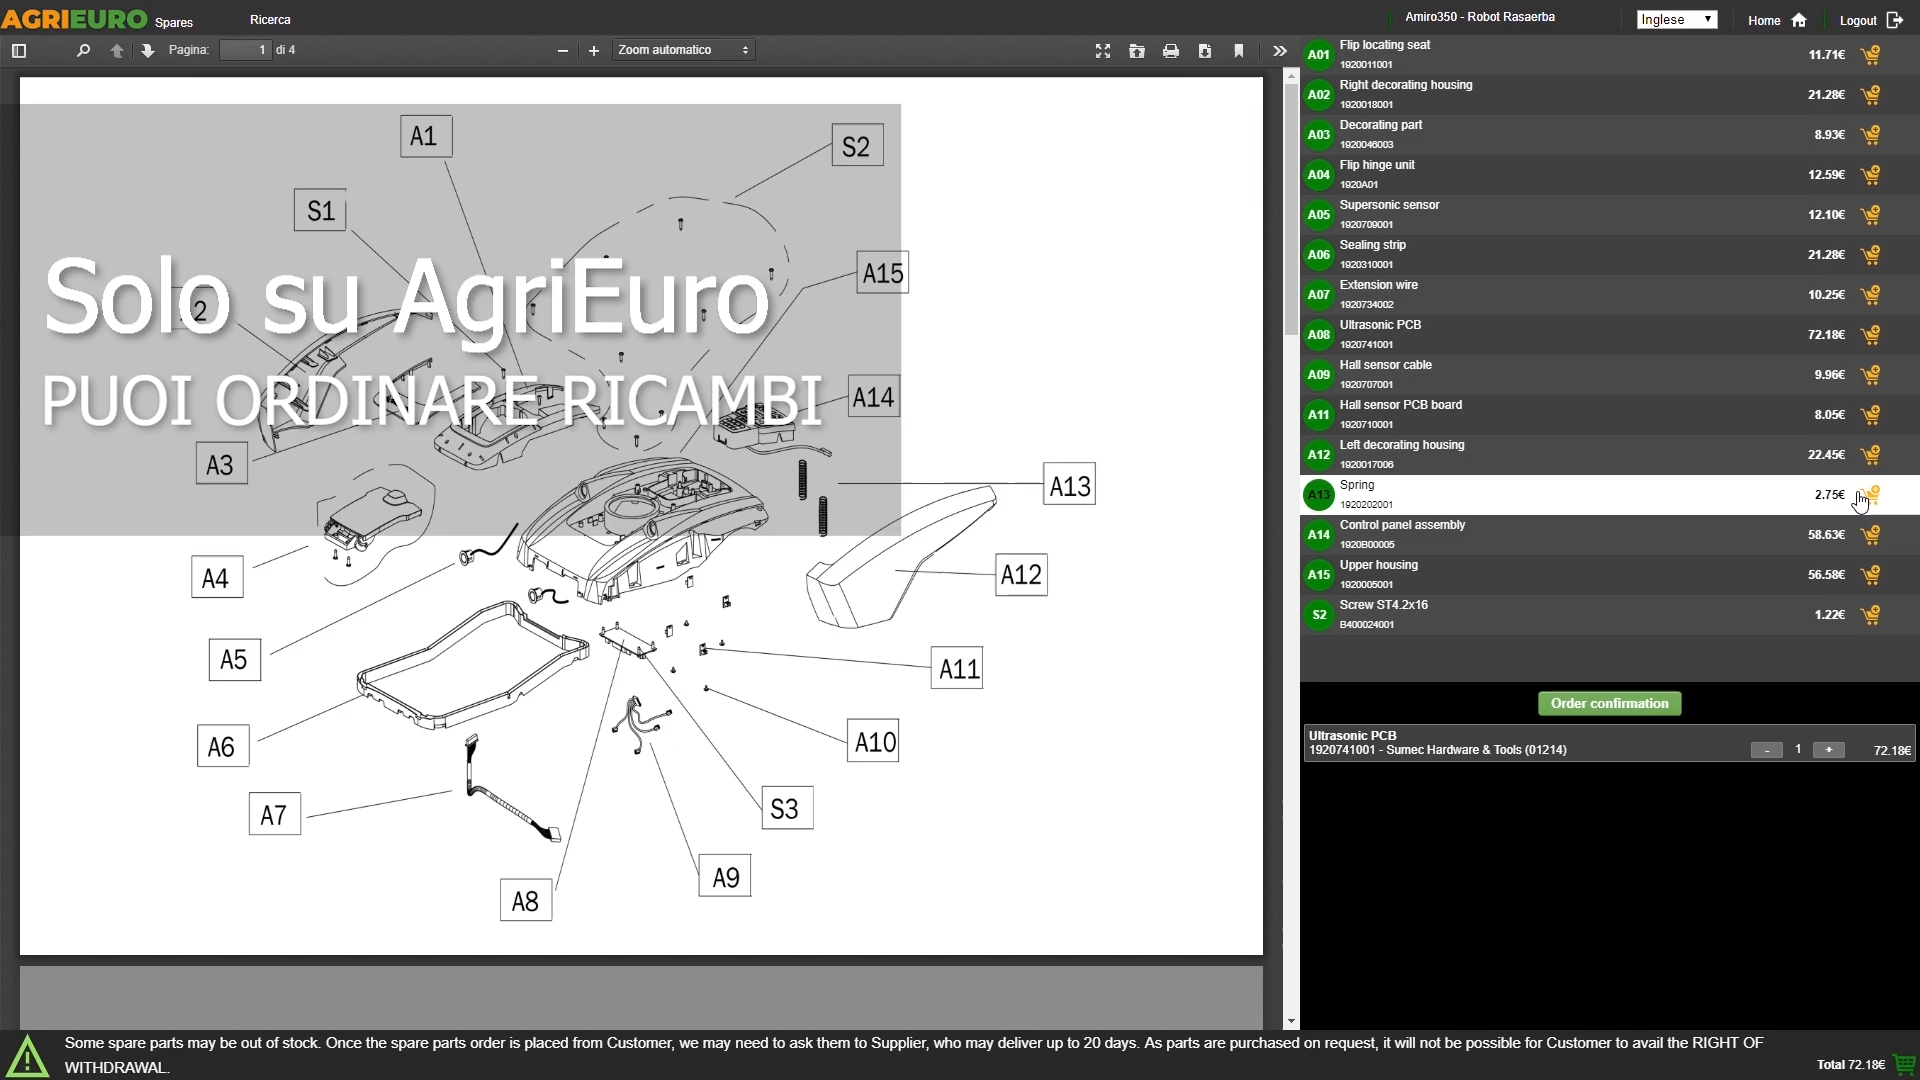 AGRIEURO Spares
Ricerca
Amiro350 - Robot Rasaerba
Inglese
Home
Logout
Pagina: 1 di 4
Zoom automatico
A1
S2
S1
A15
Solo su AgriEuro
2
PUOI ORDINARE RICAMBI
A14
A3
A13
A4
A12
A5
A11
A6
A10
A7
S3
A9
A8
A01 Flip locating seat 11.71€
1920011001
A02 Right decorating housing 21.28€
1920018001
A03 Decorating part 8.93€
1920046003
A04 Flip hinge unit 12.59€
1920A01
A05 Supersonic sensor 12.10€
1920709001
A06 Sealing strip 21.28€
1920310001
A07 Extension wire 10.25€
1920734002
A08 Ultrasonic PCB 72.18€
1920741001
A09 Hall sensor cable 9.96€
1920707001
A11 Hall sensor PCB board 8.05€
1920710001
A12 Left decorating housing 22.45€
1920017006
A13 Spring 2.75€
1920202001
A14 Control panel assembly 58.63€
1920B00005
A15 Upper housing 56.58€
1920005001
S2 Screw ST4.2x16 1.22€
B400024001
Order confirmation
Ultrasonic PCB
1920741001 - Sumec Hardware & Tools (01214) - 1 + 72.18€
Some spare parts may be out of stock. Once the spare parts order is placed from Customer, we may need to ask them to Supplier, who may deliver up to 20 days. As parts are purchased on request, it will not be possible for Customer to avail the RIGHT OF
WITHDRAWAL.
Total 72.18€